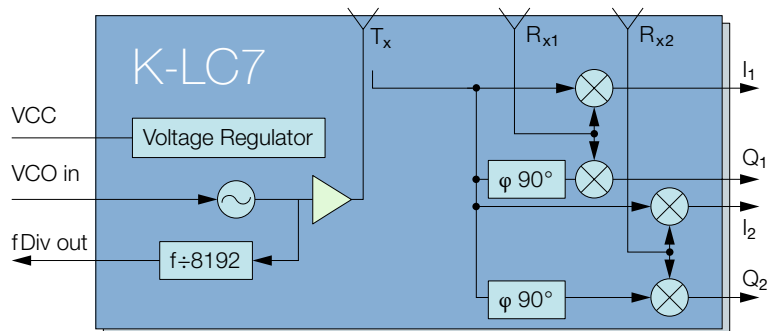 K-LC7
Tx
Rx1
Rx2
I1
VCC
Voltage Regulator
Q1
VCO in
φ 90°
I2
fDiv out
f÷8192
φ 90°
Q2